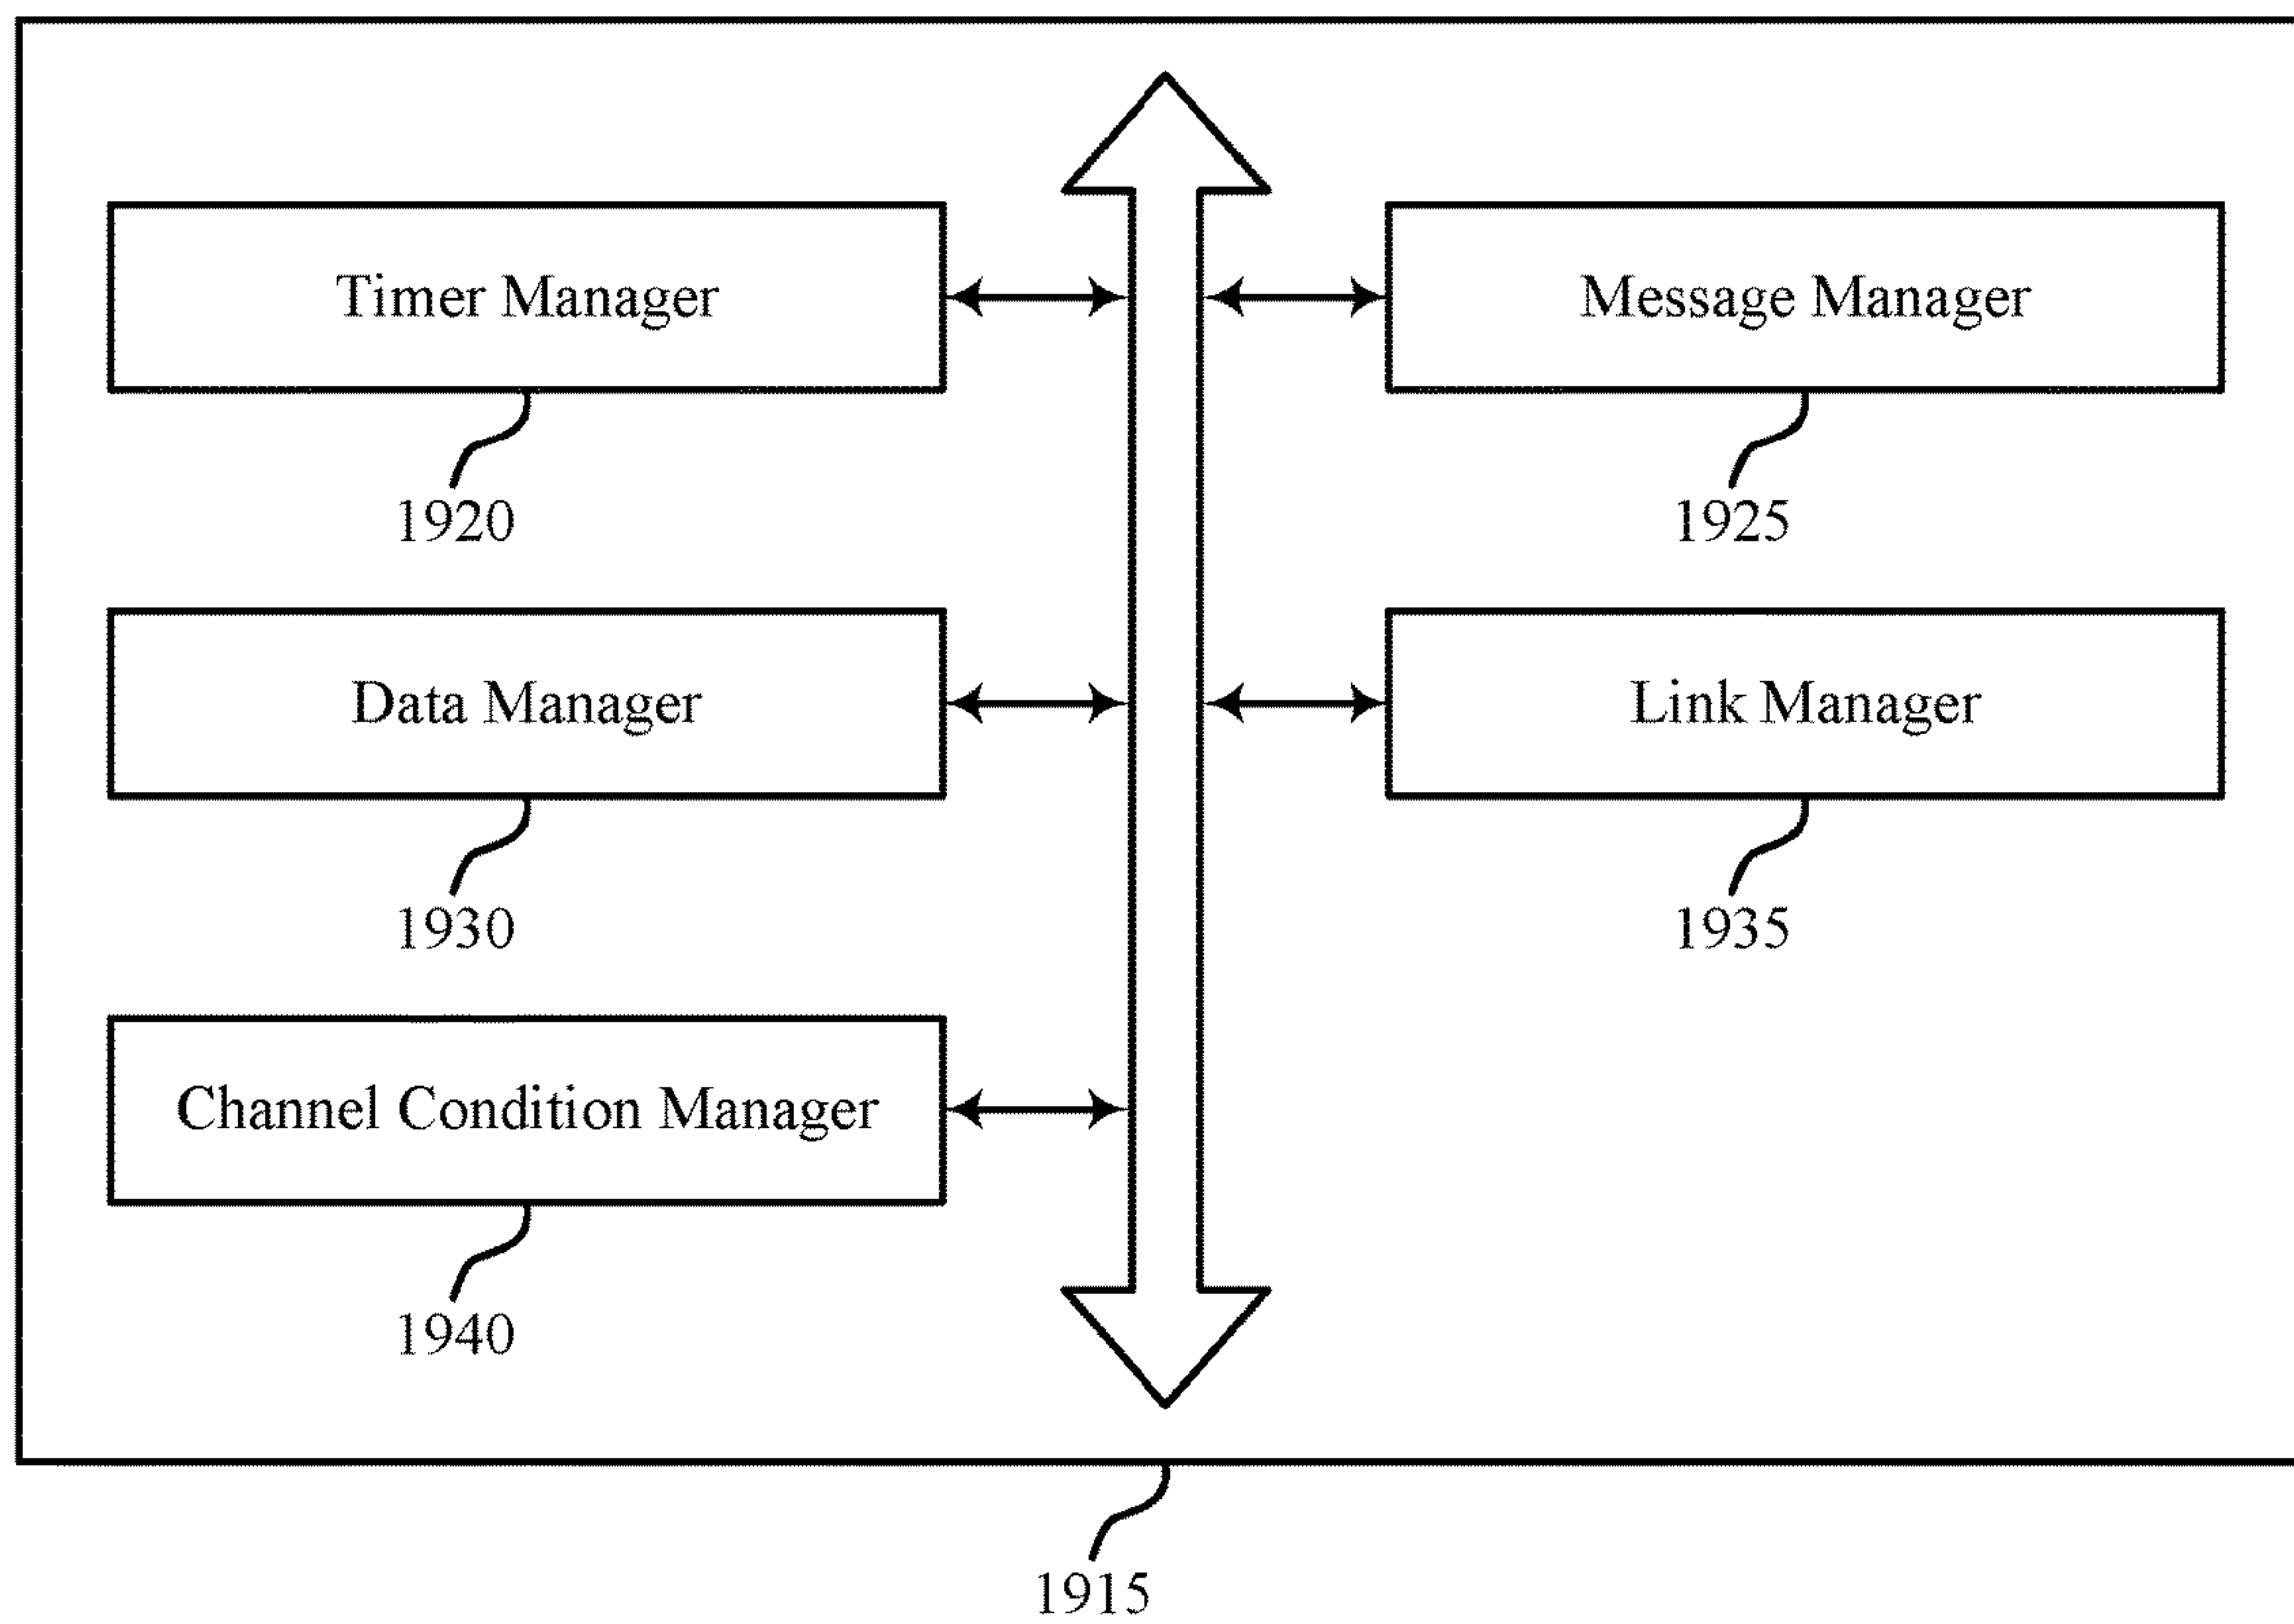 Timer Manager
Message Manager
1920
1925
Data Manager
Link Manager
1930
1935
Channel Condition Manager
1940
1915